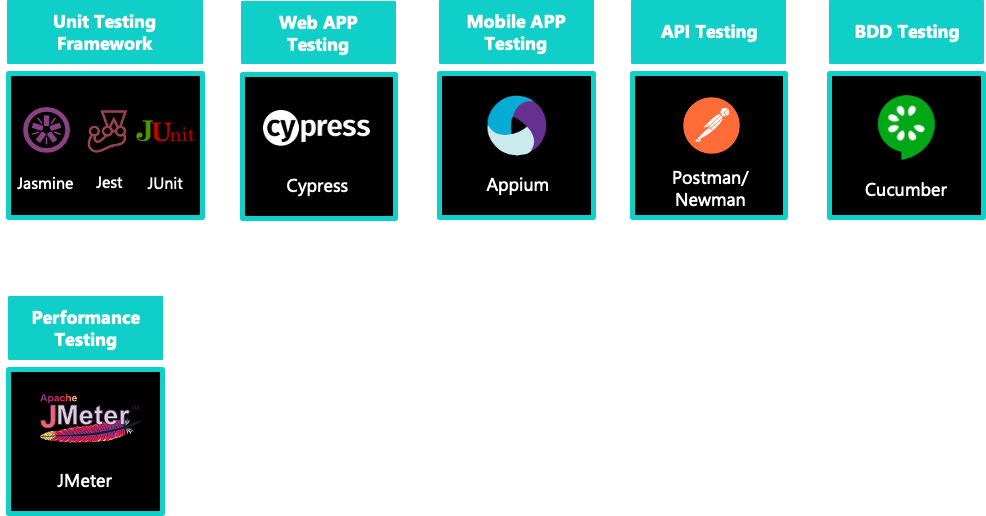 Unit Testing
Framework
Web APP
Testing
Mobile APP
Testing
API Testing
BDD Testing
JUnit
Jasmine
Jest
JUnit
cypress
Cypress
Appium
Postman/
Newman
Cucumber
Performance
Testing
Apache
JMeter™
JMeter